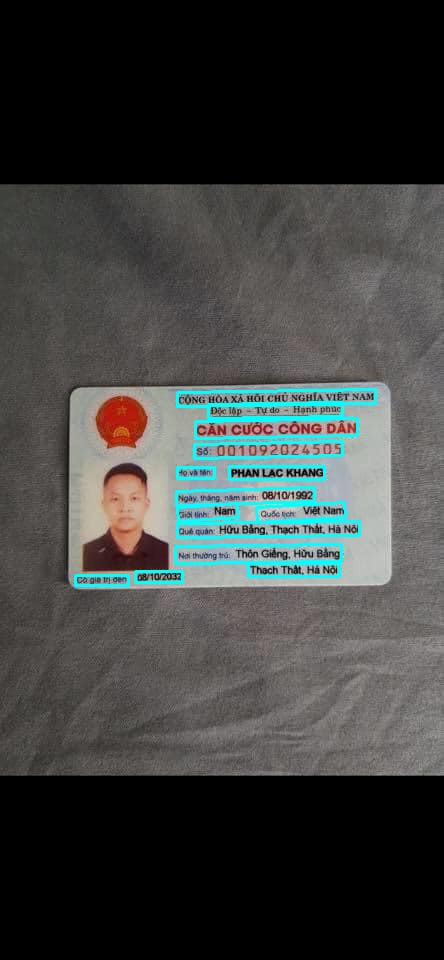 CỘNG HÒA XÃ HỘI CHỦ NGHĨA VIỆT NAM
Độc lập - Tự do - Hạnh phúc
CĂN CƯỚC CÔNG DÂN
Số: 001092024505
Họ và tên: PHAN LAC KHANG
Ngày, tháng, năm sinh: 08/10/1992
Giới tính: Nam Quốc tịch: Việt Nam
Quê quán: Hữu Bằng, Thạch Thất, Hà Nội
Nơi thường trú: Thôn Giếng, Hữu Bằng
Thạch Thất, Hà Nội
Có giá trị đến 08/10/2032